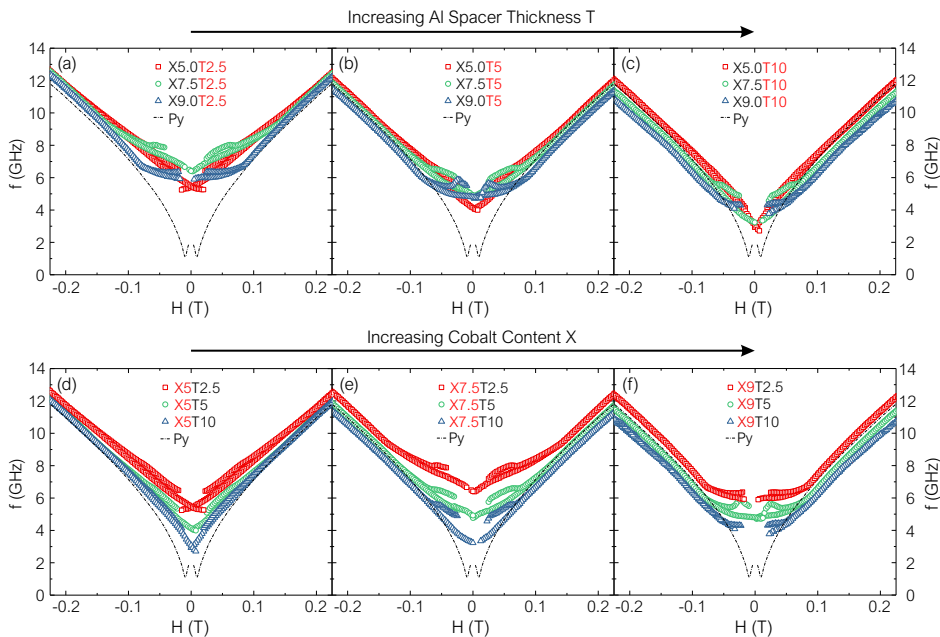 Increasing Al Spacer Thickness T
14
12
10
8
6
4
2
0
f (GHz)
(a)
X5.0T2.5
X7.5T2.5
X9.0T2.5
Py
(b)
X5.0T5
X7.5T5
X9.0T5
Py
(c)
X5.0T10
X7.5T10
X9.0T10
Py
14
12
10
8
6
4
2
0
f (GHz)
-0.2 -0.1 0 0.1 0.2
-0.2 -0.1 0 0.1 0.2
-0.2 -0.1 0 0.1 0.2
H (T) H (T) H (T)
Increasing Cobalt Content X
14
12
10
8
6
4
2
0
f (GHz)
(d)
X5T2.5
X5T5
X5T10
Py
(e)
X7.5T2.5
X7.5T5
X7.5T10
Py
(f)
X9T2.5
X9T5
X9T10
Py
14
12
10
8
6
4
2
0
f (GHz)
-0.2 -0.1 0 0.1 0.2
-0.2 -0.1 0 0.1 0.2
-0.2 -0.1 0 0.1 0.2
H (T) H (T) H (T)